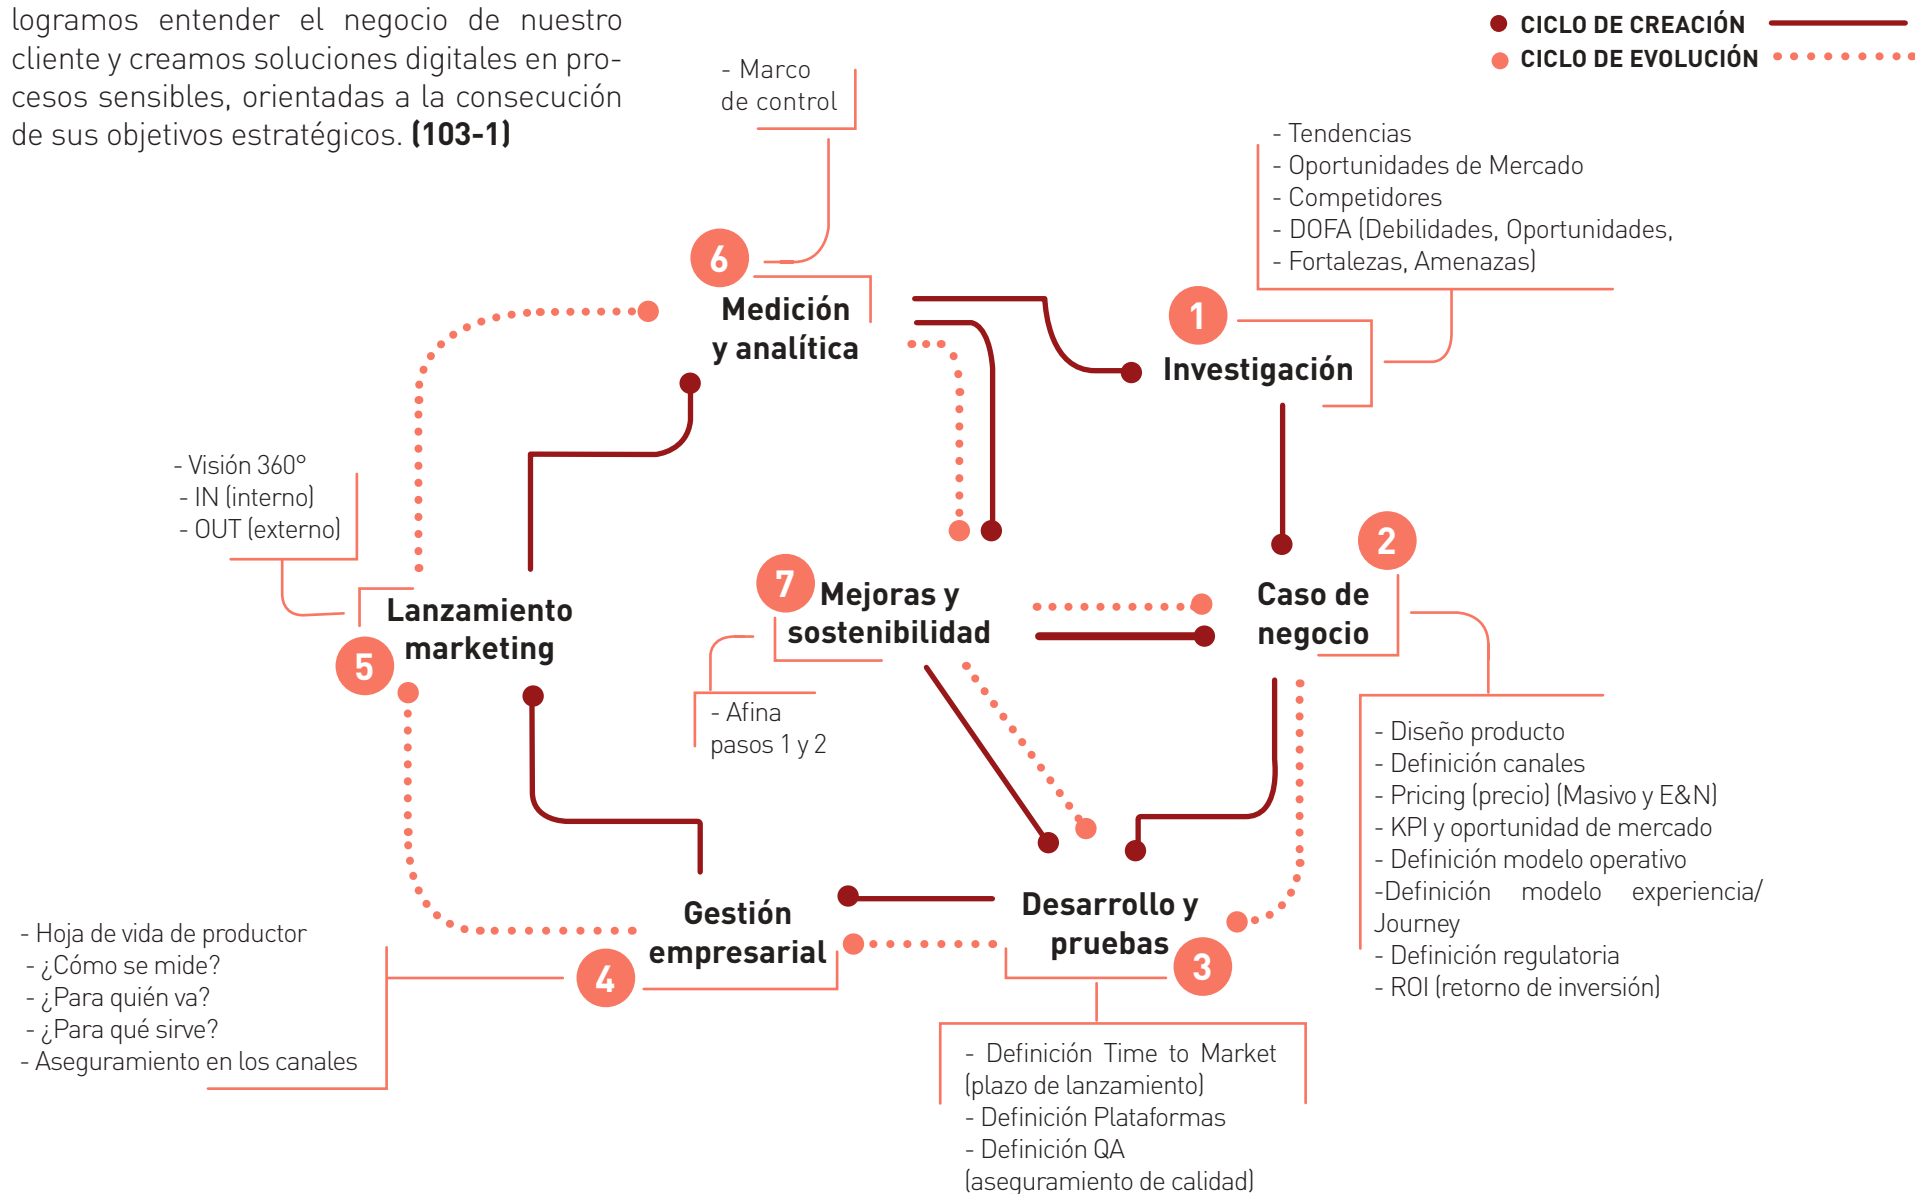 logramos entender el negocio de nuestro
cliente y creamos soluciones digitales en pro-
cesos sensibles, orientadas a la consecución
de sus objetivos estratégicos. (103-1)
CICLO DE CREACIÓN
CICLO DE EVOLUCIÓN
- Marco
de control
- Tendencias
- Oportunidades de Mercado
- Competidores
- DOFA (Debilidades, Oportunidades,
- Fortalezas, Amenazas)
6
Medición
y analítica
1
Investigación
- Visión 360°
- IN (interno)
- OUT (externo)
2
Caso de
negocio
7
Mejoras y
sostenibilidad
Lanzamiento
marketing
5
- Afina
pasos 1 y 2
- Diseño producto
- Definición canales
- Pricing (precio) (Masivo y E&N)
- KPI y oportunidad de mercado
- Definición modelo operativo
-Definición modelo experiencia/
Journey
- Definición regulatoria
- ROI (retorno de inversión)
Gestión
empresarial
4
Desarrollo y
pruebas
3
- Hoja de vida de productor
- ¿Cómo se mide?
- ¿Para quién va?
- ¿Para qué sirve?
- Aseguramiento en los canales
- Definición Time to Market
(plazo de lanzamiento)
- Definición Plataformas
- Definición QA
(aseguramiento de calidad)